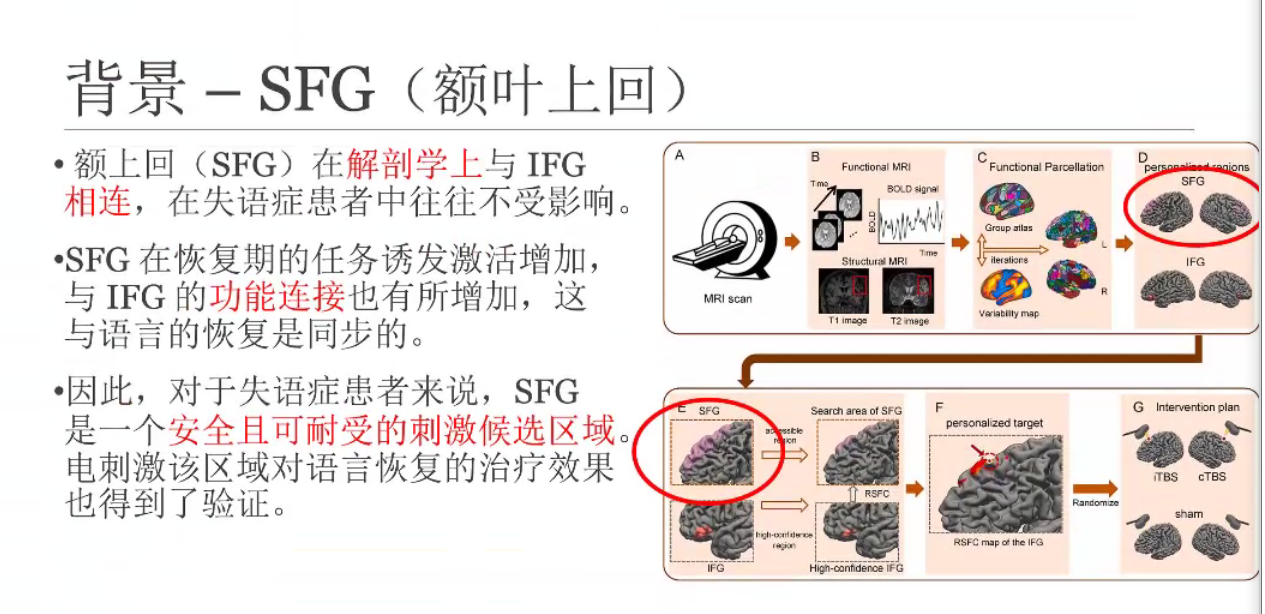 背景 – SFG（额叶上回）
• 额上回（SFG）在解剖学上与 IFG
相连，在失语症患者中往往不受影响。
•SFG 在恢复期的任务诱发激活增加，
与 IFG 的功能连接也有所增加，这
与语言的恢复是同步的。
•因此，对于失语症患者来说，SFG
是一个安全且可耐受的刺激候选区域。
电刺激该区域对语言恢复的治疗效果
也得到了验证。
A
MRI scan
B
Functional MRI
Time
BOLD signal
BOLD
Time
Structural MRI
T1 image
T2 image
C
Functional Parcellation
Group atlas
iterations
Variability map
L
R
D
personalized regions
SFG
IFG
E
SFG
accessible
region
Search area of SFG
RSFC
high-confidence
region
IFG
High-confidence IFG
F
personalized target
RSFC map of the IFG
Randomize
G
Intervention plan
iTBS
cTBS
sham